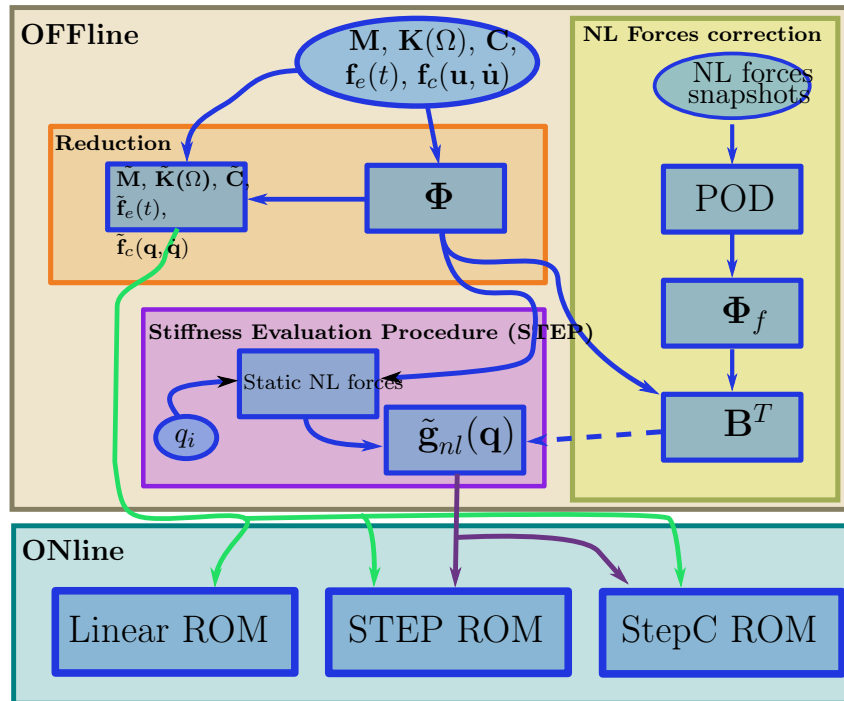 OFFline
M, K(Ω), C,
f_e(t), f_c(u, u̇)
NL Forces correction
NL forces
snapshots
Reduction
M̃, K̃(Ω), C̃,
f̃_e(t),
f̃_c(q, q̇)
Φ
POD
Φ_f
Stiffness Evaluation Procedure (STEP)
Static NL forces
q_i
g̃_nl(q)
B^T
ONline
Linear ROM
STEP ROM
StepC ROM